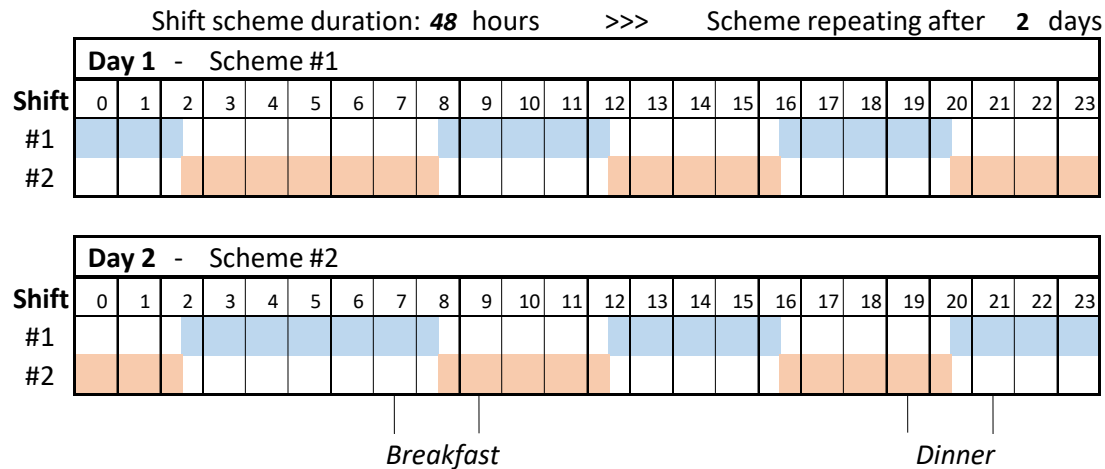 Shift scheme duration: 48 hours >>> Scheme repeating after 2 days
Day 1 - Scheme #1
Shift 0 1 2 3 4 5 6 7 8 9 10 11 12 13 14 15 16 17 18 19 20 21 22 23
#1
#2
Day 2 - Scheme #2
Shift 0 1 2 3 4 5 6 7 8 9 10 11 12 13 14 15 16 17 18 19 20 21 22 23
#1
#2
Breakfast Dinner